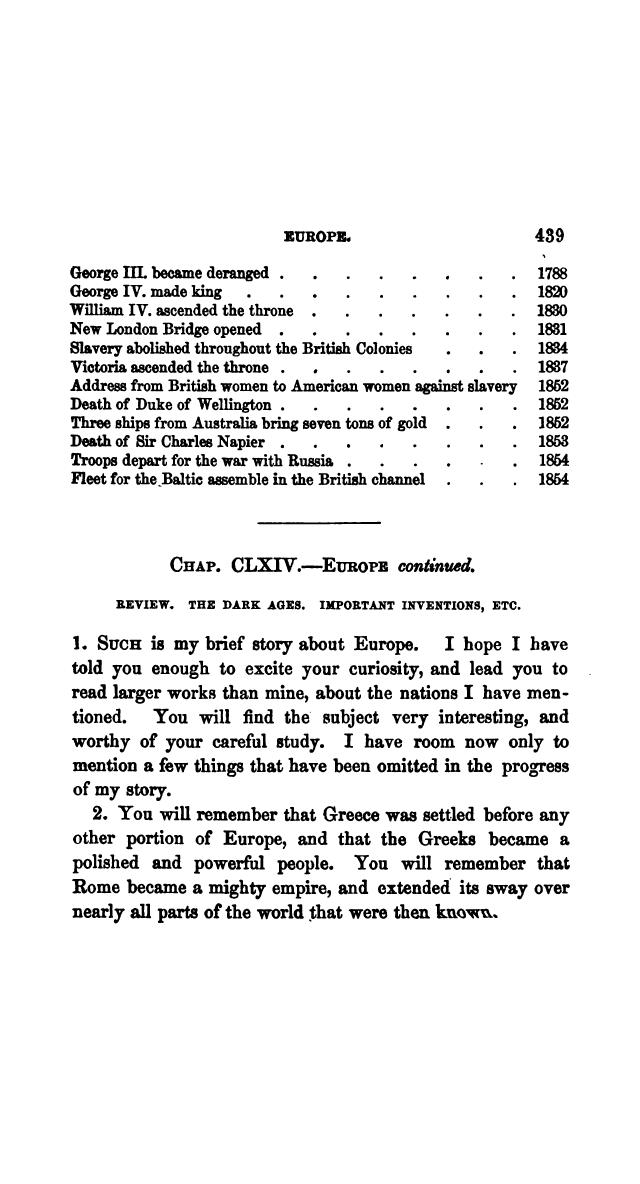 EUROPE. 439
George III. became deranged . . . . . . . . 1788
George IV. made king . . . . . . . . . 1820
William IV. ascended the throne . . . . . . . 1830
New London Bridge opened . . . . . . . . 1831
Slavery abolished throughout the British Colonies . . . 1834
Victoria ascended the throne . . . . . . . . 1837
Address from British women to American women against slavery 1852
Death of Duke of Wellington . . . . . . . . 1852
Three ships from Australia bring seven tons of gold . . . 1852
Death of Sir Charles Napier . . . . . . . . 1853
Troops depart for the war with Russia . . . . . . 1854
Fleet for the Baltic assemble in the British channel . . . 1854
CHAP. CLXIV.—EUROPE continued.
REVIEW. THE DARK AGES. IMPORTANT INVENTIONS, ETC.
1. SUCH is my brief story about Europe. I hope I have
told you enough to excite your curiosity, and lead you to
read larger works than mine, about the nations I have men-
tioned. You will find the subject very interesting, and
worthy of your careful study. I have room now only to
mention a few things that have been omitted in the progress
of my story.
2. You will remember that Greece was settled before any
other portion of Europe, and that the Greeks became a
polished and powerful people. You will remember that
Rome became a mighty empire, and extended its sway over
nearly all parts of the world that were then known.